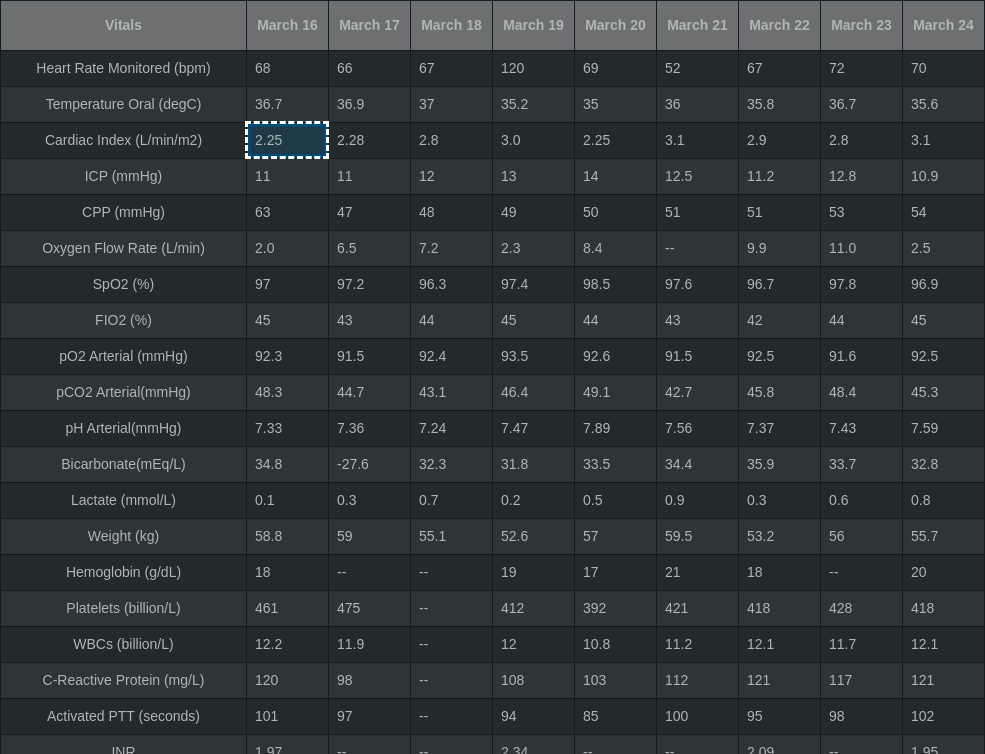 Vitals March 16 March 17 March 18 March 19 March 20 March 21 March 22 March 23 March 24
Heart Rate Monitored (bpm) 68 66 67 120 69 52 67 72 70
Temperature Oral (degC) 36.7 36.9 37 35.2 35 36 35.8 36.7 35.6
Cardiac Index (L/min/m2) 2.25 2.28 2.8 3.0 2.25 3.1 2.9 2.8 3.1
ICP (mmHg) 11 11 12 13 14 12.5 11.2 12.8 10.9
CPP (mmHg) 63 47 48 49 50 51 51 53 54
Oxygen Flow Rate (L/min) 2.0 6.5 7.2 2.3 8.4 -- 9.9 11.0 2.5
SpO2 (%) 97 97.2 96.3 97.4 98.5 97.6 96.7 97.8 96.9
FIO2 (%) 45 43 44 45 44 43 42 44 45
pO2 Arterial (mmHg) 92.3 91.5 92.4 93.5 92.6 91.5 92.5 91.6 92.5
pCO2 Arterial(mmHg) 48.3 44.7 43.1 46.4 49.1 42.7 45.8 48.4 45.3
pH Arterial(mmHg) 7.33 7.36 7.24 7.47 7.89 7.56 7.37 7.43 7.59
Bicarbonate(mEq/L) 34.8 -27.6 32.3 31.8 33.5 34.4 35.9 33.7 32.8
Lactate (mmol/L) 0.1 0.3 0.7 0.2 0.5 0.9 0.3 0.6 0.8
Weight (kg) 58.8 59 55.1 52.6 57 59.5 53.2 56 55.7
Hemoglobin (g/dL) 18 -- -- 19 17 21 18 -- 20
Platelets (billion/L) 461 475 -- 412 392 421 418 428 418
WBCs (billion/L) 12.2 11.9 -- 12 10.8 11.2 12.1 11.7 12.1
C-Reactive Protein (mg/L) 120 98 -- 108 103 112 121 117 121
Activated PTT (seconds) 101 97 -- 94 85 100 95 98 102
INR 1.97 -- -- 2.34 -- -- 2.09 -- 1.95